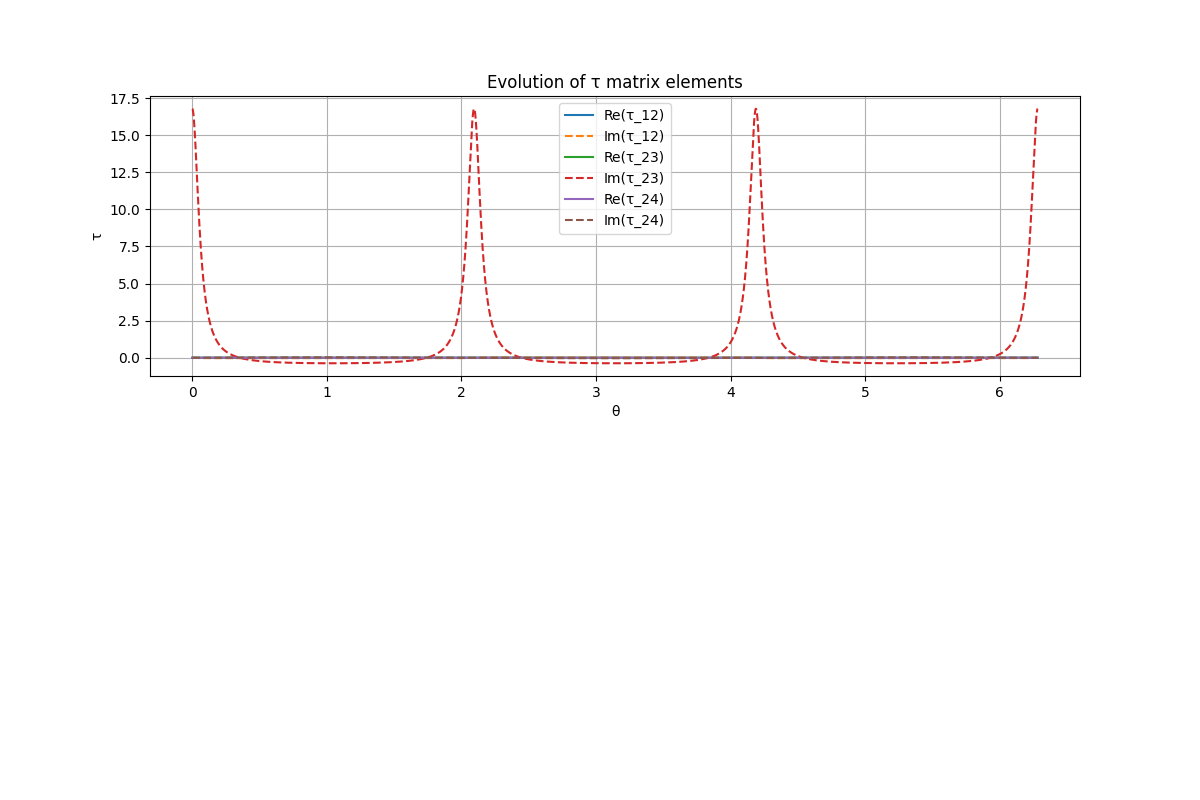 Evolution of τ matrix elements
17.5
15.0
12.5
10.0
7.5
5.0
2.5
0.0
τ
Re(τ_12)
Im(τ_12)
Re(τ_23)
Im(τ_23)
Re(τ_24)
Im(τ_24)
0 1 2 3 4 5 6
θ